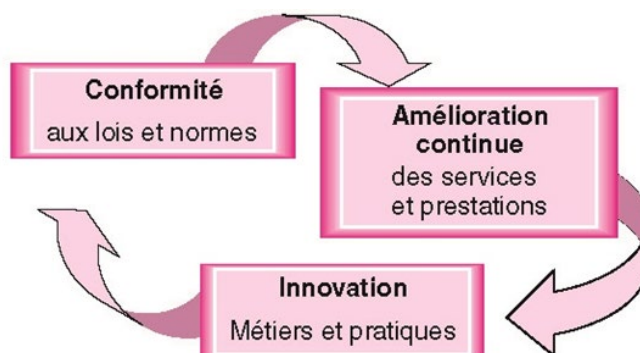 Conformité
aux lois et normes
Amélioration
continue
des services
et prestations
Innovation
Métiers et pratiques